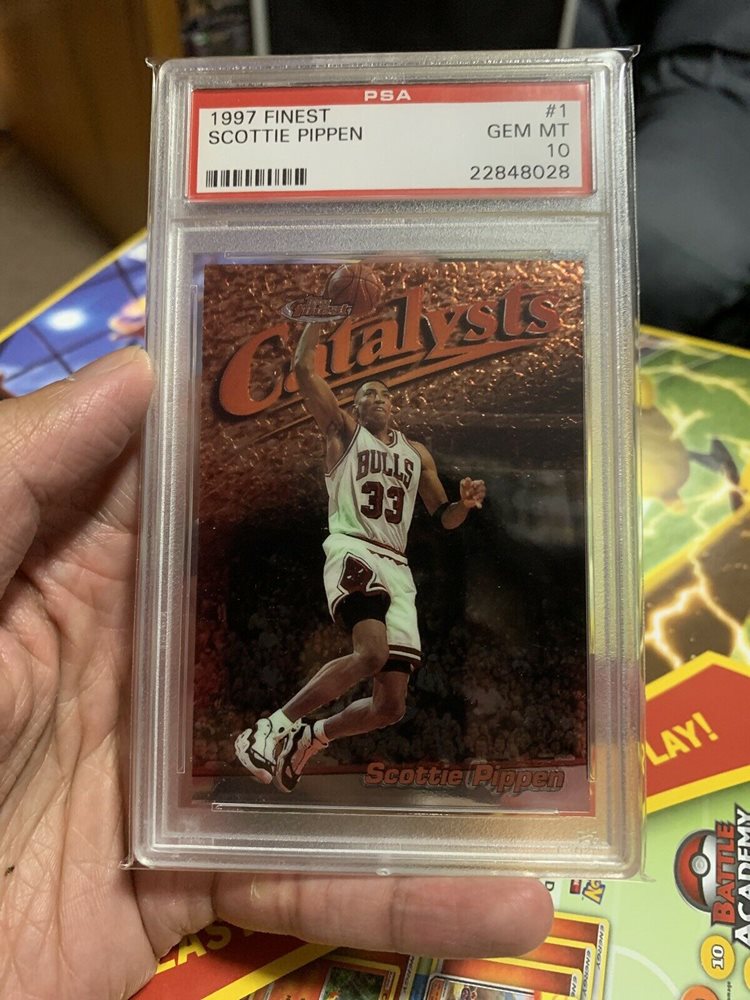 PSA
1997 FINEST #1
SCOTTIE PIPPEN GEM MT
10
22848028
Finest
Catalysts
BULLS
33
Scottie Pippen
LAY!
BATTLE
ACADEMY
10
ENERGY